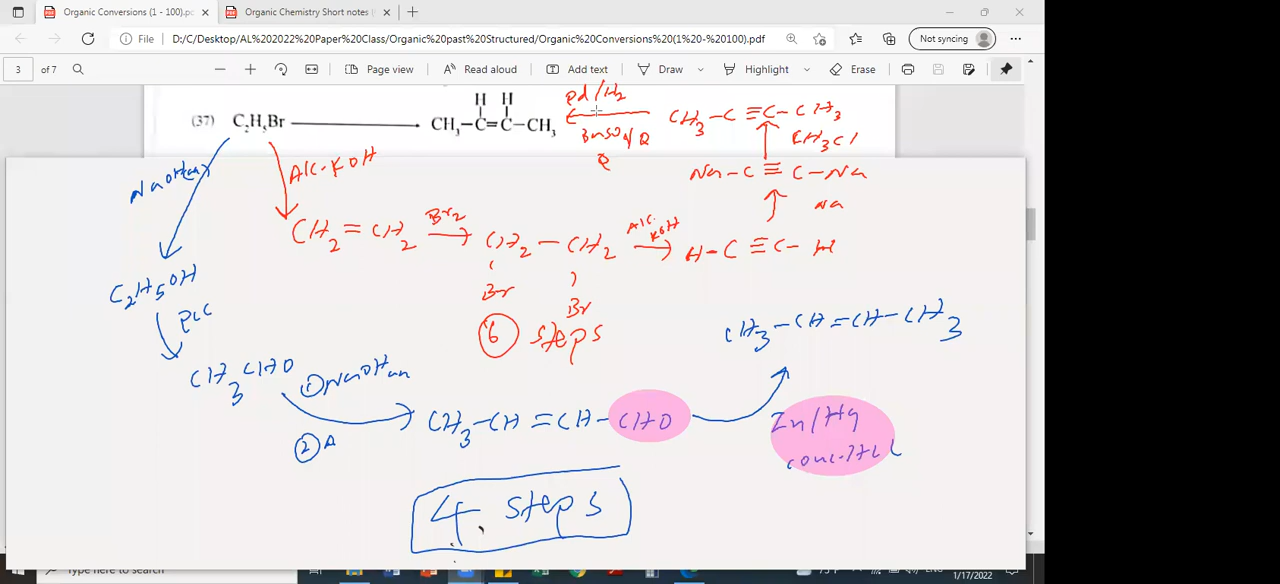 Organic Conversions (1 - 100).pc
Organic Chemistry Short notes (
File
D:/C/Desktop/AL%202022%20Paper%20Class/Organic%20past%20Structured/Organic%20Conversions%20(1%20-%20100).pdf
Not syncing
3 of 7
Page view
Read aloud
Add text
Draw
Highlight
Erase
(37) C₂H₅Br
H H
CH₃–C=C–CH₃
Pd/H₂
BaSO₄/Q
Q
CH₃–C≡C–CH₃
CH₃Cl
Na–C≡C–Na
Na
NaOH(aq)
Alc. KOH
CH₂=CH₂
Br₂
CH₂–CH₂
Br
Br
Alc. KOH
H–C≡C–H
6 steps
C₂H₅OH
PCC
CH₃CHO
① NaOH
②
CH₃–CH=CH–CHO
Zn/Hg
conc. HCl
CH₃–CH=CH–CH₃
4. steps
Type here to search
ENG
1/17/2022